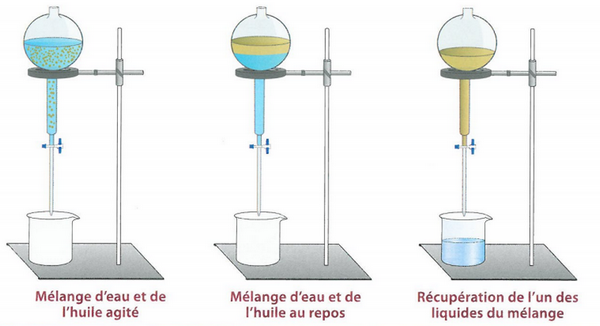 Mélange d'eau et de
l'huile agité
Mélange d'eau et de
l'huile au repos
Récupération de l'un des
liquides du mélange